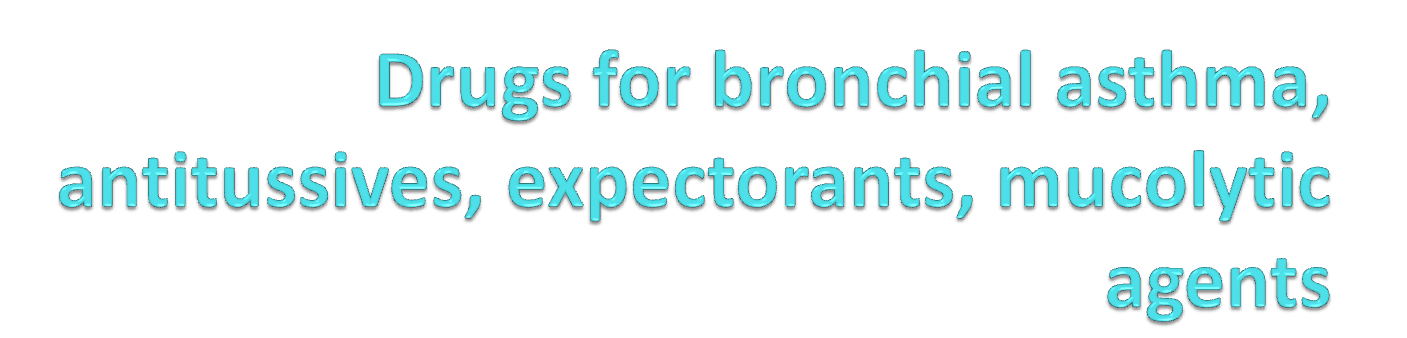 Drugs for bronchial asthma,
antitussives, expectorants, mucolytic
agents